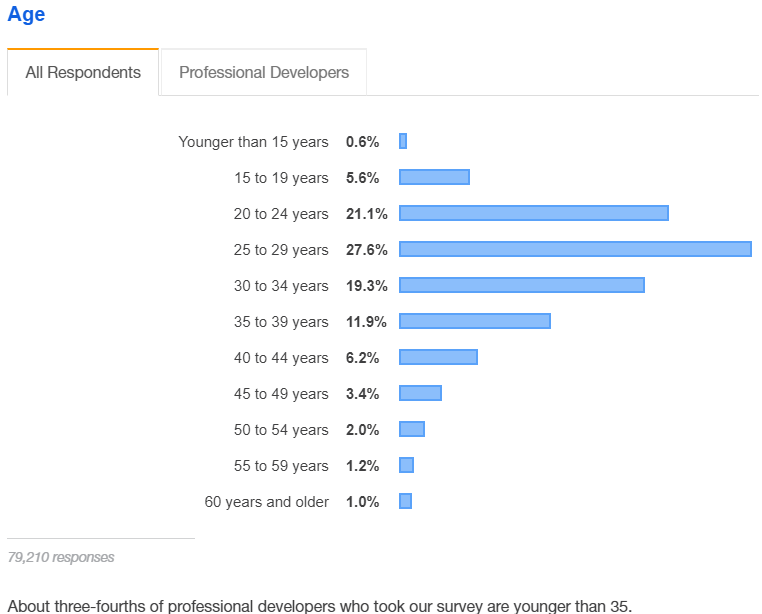 Age
All Respondents Professional Developers
Younger than 15 years 0.6%
15 to 19 years 5.6%
20 to 24 years 21.1%
25 to 29 years 27.6%
30 to 34 years 19.3%
35 to 39 years 11.9%
40 to 44 years 6.2%
45 to 49 years 3.4%
50 to 54 years 2.0%
55 to 59 years 1.2%
60 years and older 1.0%
79,210 responses
About three-fourths of professional developers who took our survey are younger than 35.